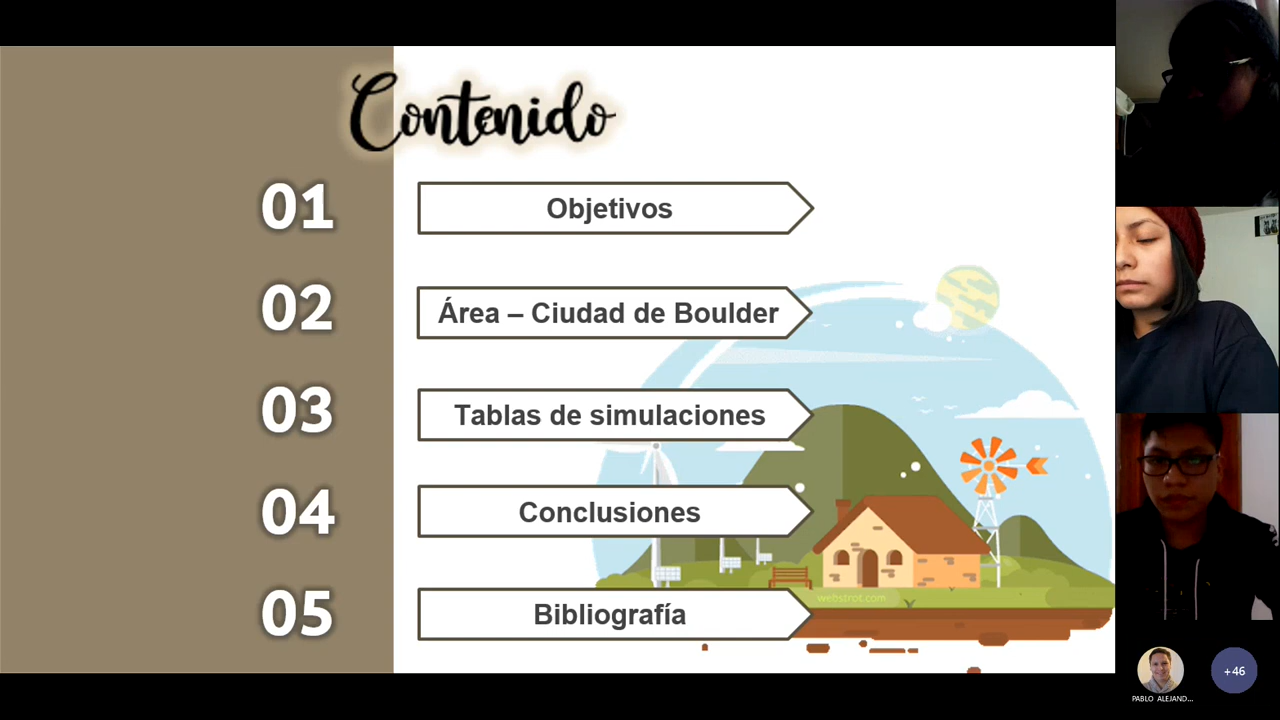 Contenido
01
Objetivos
02
Área – Ciudad de Boulder
03
Tablas de simulaciones
04
Conclusiones
05
Bibliografía
webstrot.com
PABLO ALEJAND...
+46